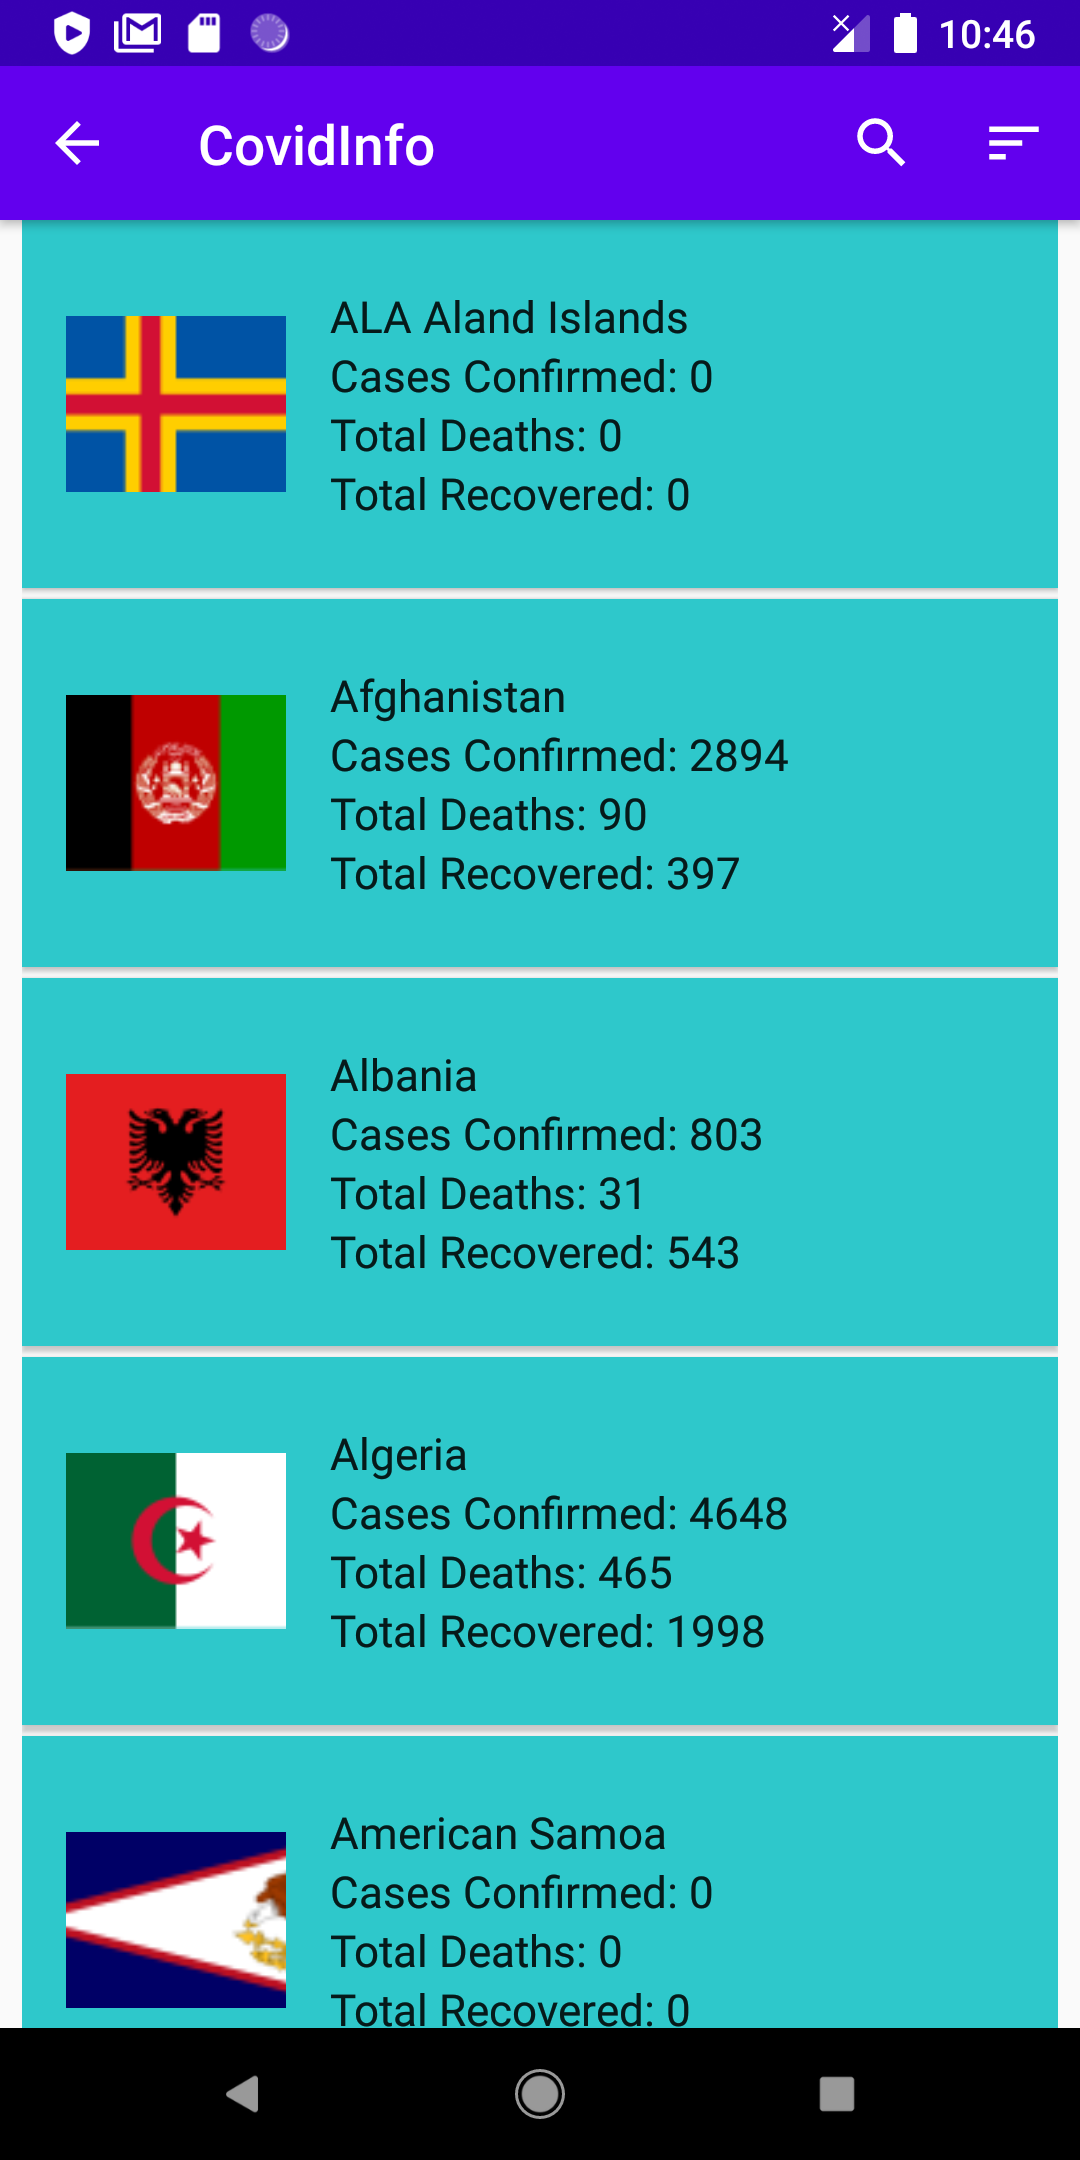 10:46
CovidInfo
ALA Aland Islands
Cases Confirmed: 0
Total Deaths: 0
Total Recovered: 0
Afghanistan
Cases Confirmed: 2894
Total Deaths: 90
Total Recovered: 397
Albania
Cases Confirmed: 803
Total Deaths: 31
Total Recovered: 543
Algeria
Cases Confirmed: 4648
Total Deaths: 465
Total Recovered: 1998
American Samoa
Cases Confirmed: 0
Total Deaths: 0
Total Recovered: 0